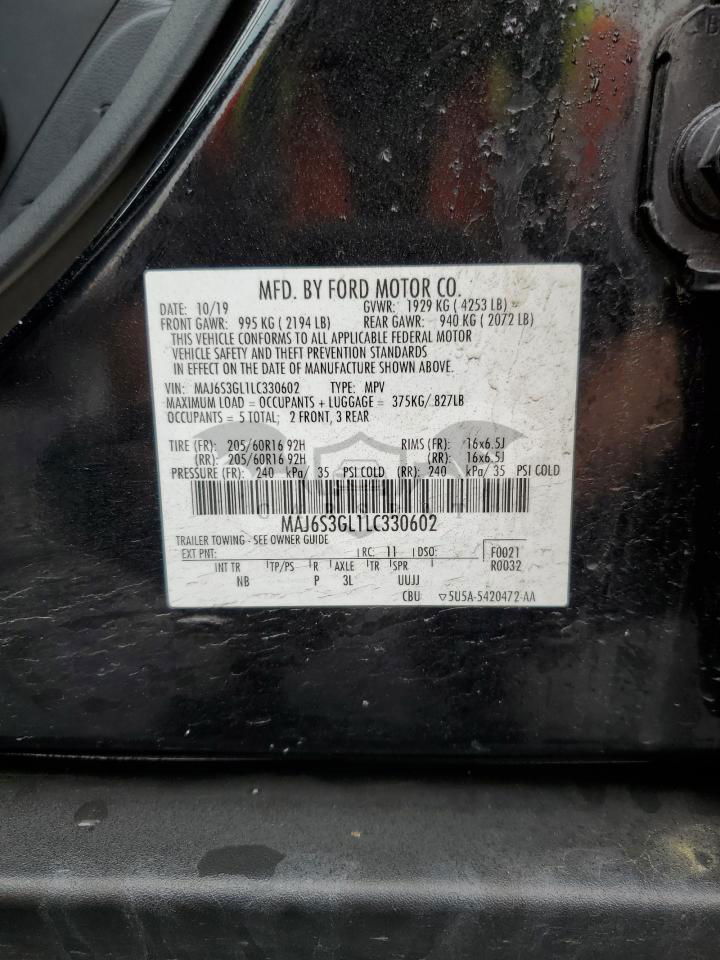 MFD. BY FORD MOTOR CO.
DATE: 10/19 GVWR: 1929 KG ( 4253 LB)
FRONT GAWR: 995 KG ( 2194 LB) REAR GAWR: 940 KG ( 2072 LB)
THIS VEHICLE CONFORMS TO ALL APPLICABLE FEDERAL MOTOR
VEHICLE SAFETY AND THEFT PREVENTION STANDARDS
IN EFFECT ON THE DATE OF MANUFACTURE SHOWN ABOVE.
VIN: MAJ6S3GL1LC330602 TYPE: MPV
MAXIMUM LOAD = OCCUPANTS + LUGGAGE = 375KG/ 827LB
OCCUPANTS = 5 TOTAL; 2 FRONT, 3 REAR
TIRE (FR): 205/60R16 92H RIMS (FR): 16x6.5J
(RR): 205/60R16 92H (RR): 16x6.5J
PRESSURE (FR): 240 kPa/ 35 PSI COLD (RR): 240 kPa/ 35 PSI COLD
MAJ6S3GL1LC330602
TRAILER TOWING - SEE OWNER GUIDE
EXT PNT: RC: 11 DSO: F0021
INT TR TP/PS R AXLE TR SPR R0032
NB P 3L UUJJ
CBU ▽5U5A-5420472-AA